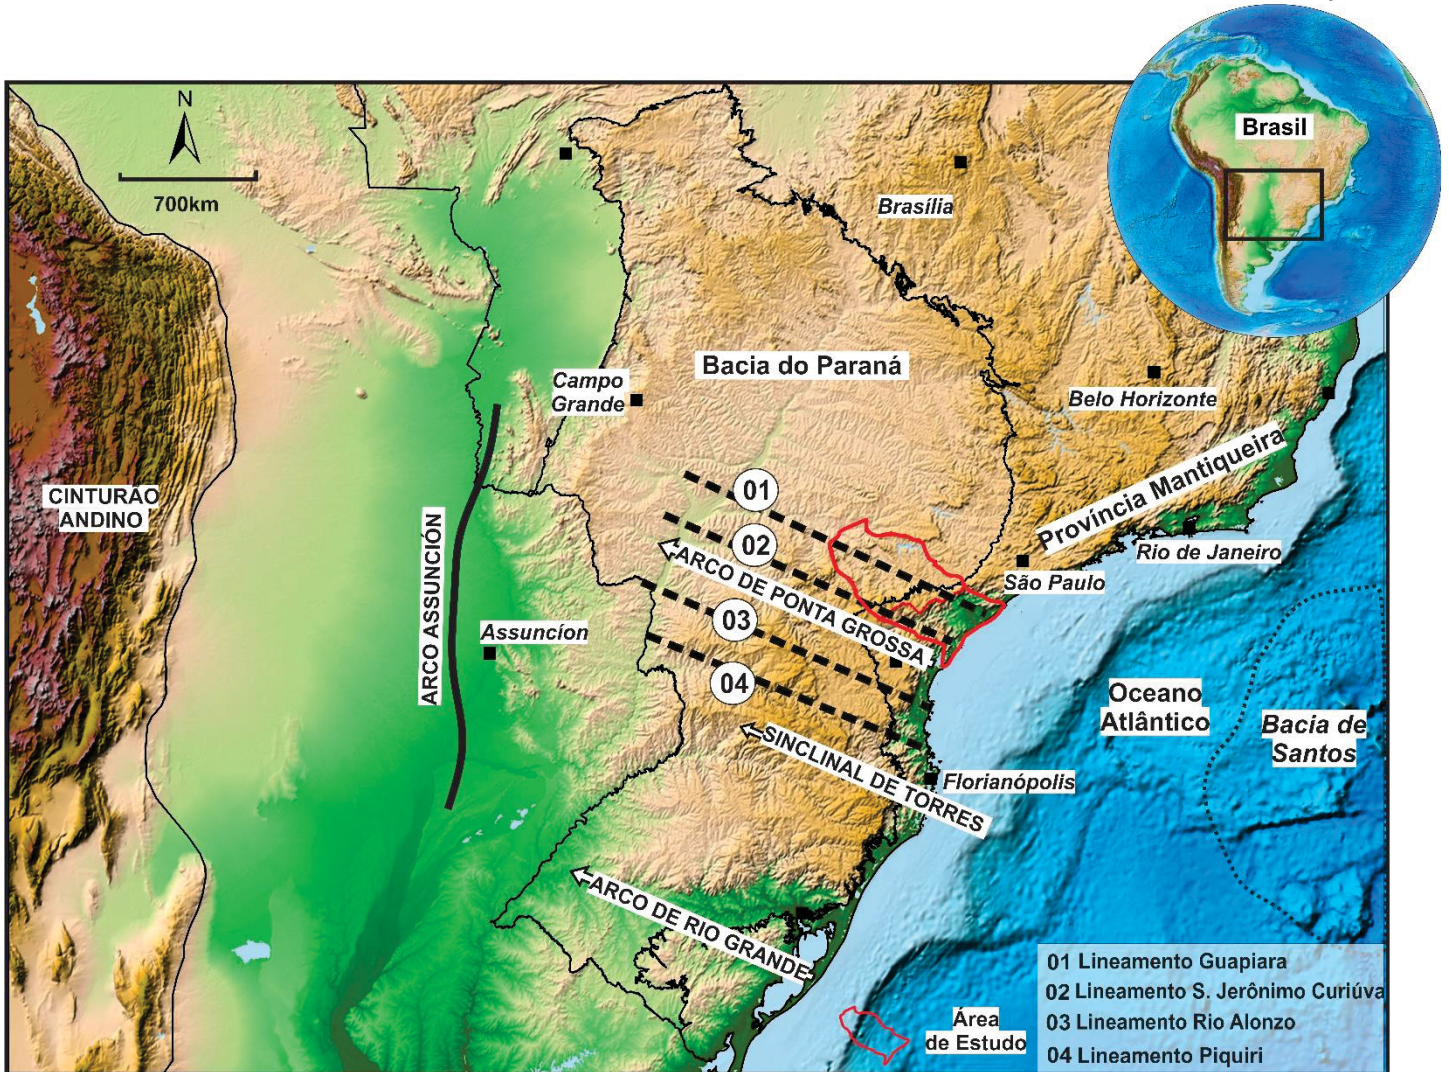 N
700km
Brasil
Brasília
Bacia do Paraná
Campo
Grande
Belo Horizonte
CINTURAO
ANDINO
01
Província Mantiqueira
ARCO ASSUNCIÓN
02
ARCO DE PONTA GROSSA
Rio de Janeiro
São Paulo
03
Assuncíon
04
Oceano
Atlântico
Bacia de
Santos
SINCLINAL DE TORRES
Florianópolis
ARCO DE RIO GRANDE
Área
de Estudo
01 Lineamento Guapiara
02 Lineamento S. Jerônimo Curiúva
03 Lineamento Rio Alonzo
04 Lineamento Piquiri